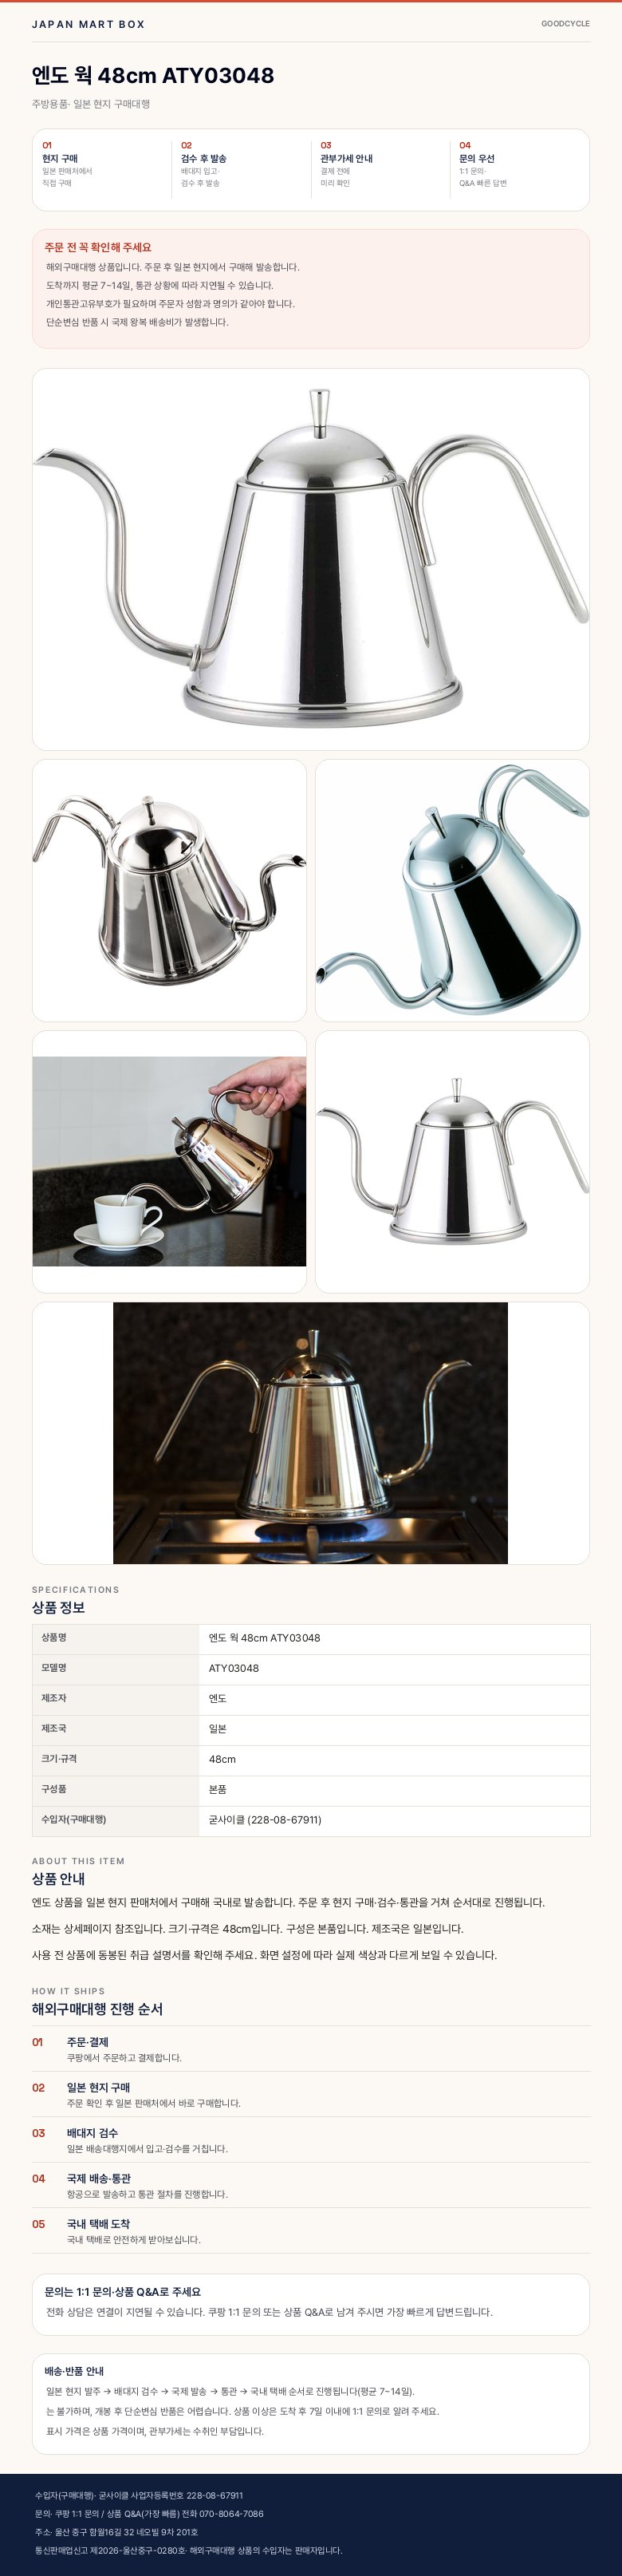 JAPAN MART BOX
GOODCYCLE
엔도 웍 48cm ATY03048
주방용품· 일본 현지 구매대행
01
현지 구매
일본 판매처에서
직접 구매
02
검수 후 발송
배대지 입고·
검수 후 발송
03
관부가세 안내
결제 전에
미리 확인
04
문의 우선
1:1 문의·
Q&A 빠른 답변
주문 전 꼭 확인해 주세요
해외구매대행 상품입니다. 주문 후 일본 현지에서 구매해 발송합니다.
도착까지 평균 7~14일, 통관 상황에 따라 지연될 수 있습니다.
개인통관고유부호가 필요하며 주문자 성함과 명의가 같아야 합니다.
단순변심 반품 시 국제 왕복 배송비가 발생합니다.
SPECIFICATIONS
상품 정보
상품명 엔도 웍 48cm ATY03048
모델명 ATY03048
제조자 엔도
제조국 일본
크기·규격 48cm
구성품 본품
수입자(구매대행) 굳사이클 (228-08-67911)
ABOUT THIS ITEM
상품 안내
엔도 상품을 일본 현지 판매처에서 구매해 국내로 발송합니다. 주문 후 현지 구매·검수·통관을 거쳐 순서대로 진행됩니다.
소재는 상세페이지 참조입니다. 크기·규격은 48cm입니다. 구성은 본품입니다. 제조국은 일본입니다.
사용 전 상품에 동봉된 취급 설명서를 확인해 주세요. 화면 설정에 따라 실제 색상과 다르게 보일 수 있습니다.
HOW IT SHIPS
해외구매대행 진행 순서
01 주문·결제
쿠팡에서 주문하고 결제합니다.
02 일본 현지 구매
주문 확인 후 일본 판매처에서 바로 구매합니다.
03 배대지 검수
일본 배송대행지에서 입고·검수를 거칩니다.
04 국제 배송·통관
항공으로 발송하고 통관 절차를 진행합니다.
05 국내 택배 도착
국내 택배로 안전하게 받아보십니다.
문의는 1:1 문의·상품 Q&A로 주세요
전화 상담은 연결이 지연될 수 있습니다. 쿠팡 1:1 문의 또는 상품 Q&A로 남겨 주시면 가장 빠르게 답변드립니다.
배송·반품 안내
일본 현지 발주 → 배대지 검수 → 국제 발송 → 통관 → 국내 택배 순서로 진행됩니다(평균 7~14일).
는 불가하며, 개봉 후 단순변심 반품은 어렵습니다. 상품 이상은 도착 후 7일 이내에 1:1 문의로 알려 주세요.
표시 가격은 상품 가격이며, 관부가세는 수취인 부담입니다.
수입자(구매대행)· 굳사이클 사업자등록번호 228-08-67911
문의· 쿠팡 1:1 문의 / 상품 Q&A(가장 빠름) 전화 070-8064-7086
주소· 울산 중구 함월16길 32 네오빌 9차 201호
통신판매업신고 제2026-울산중구-0280호· 해외구매대행 상품의 수입자는 판매자입니다.